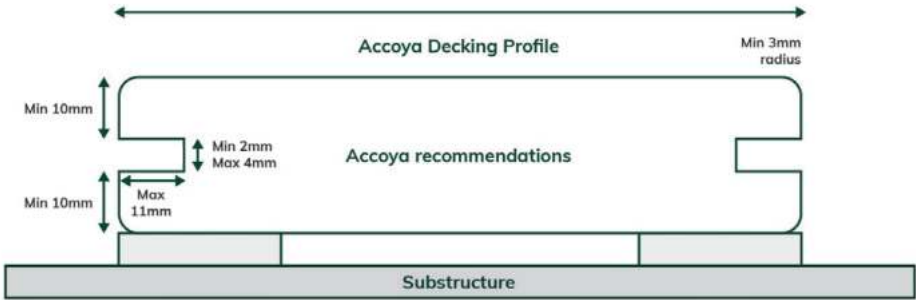 Accoya Decking Profile
Min 3mm
radius
Min 10mm
Min 2mm
Max 4mm
Accoya recommendations
Min 10mm
Max
11mm
Substructure